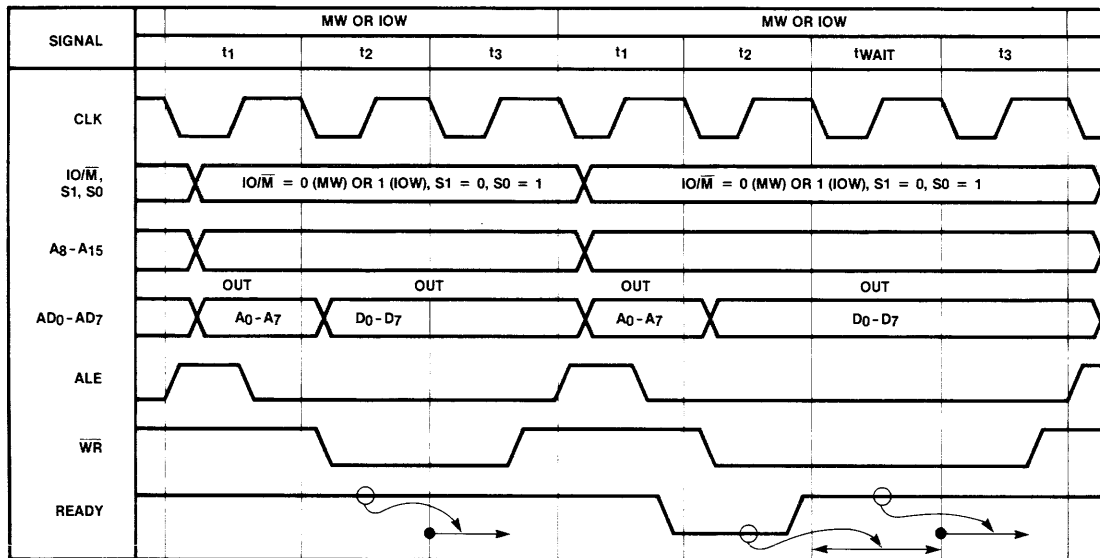 SIGNAL
MW OR IOW
MW OR IOW
t1 t2 t3 t1 t2 tWAIT t3
CLK
IO/M̅,
S1, S0
IO/M̅ = 0 (MW) OR 1 (IOW), S1 = 0, S0 = 1
IO/M̅ = 0 (MW) OR 1 (IOW), S1 = 0, S0 = 1
A8-A15
OUT OUT OUT OUT
AD0-AD7
A0-A7 D0-D7 A0-A7 D0-D7
ALE
W̅R̅
READY